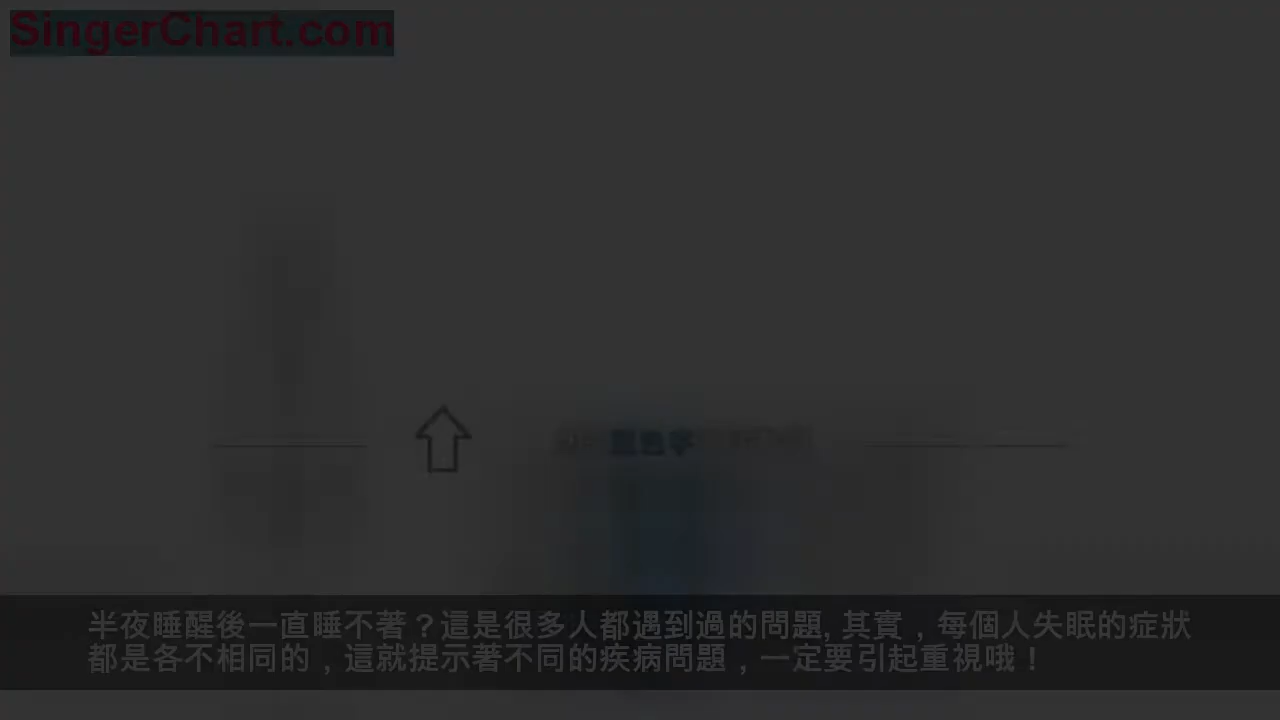 SingerChart.com
藍色字
半夜睡醒後一直睡不著？這是很多人都遇到過的問題, 其實，每個人失眠的症狀
都是各不相同的，這就提示著不同的疾病問題，一定要引起重視哦！